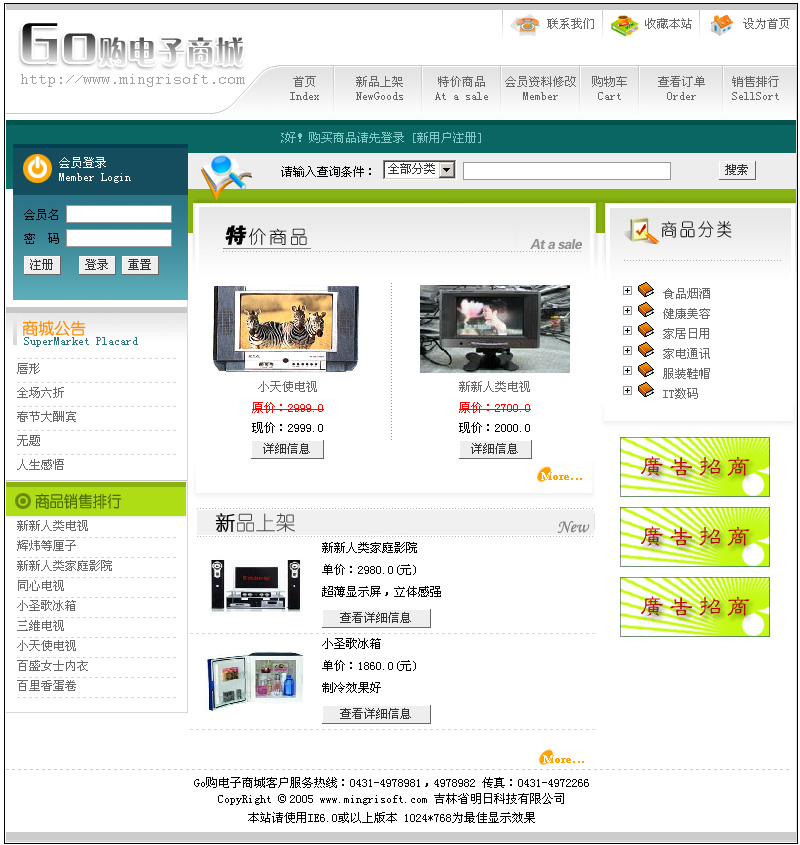 GO购电子商城
http://www.mingrisoft.com
联系我们 收藏本站 设为首页
首页 新品上架 特价商品 会员资料修改 购物车 查看订单 销售排行
Index NewGoods At a sale Member Cart Order SellSort
好! 购买商品请先登录 [新用户注册]
会员登录
Member Login
请输入查询条件： 全部分类 搜索
会员名
密 码
注册 登录 重置
商城公告
SuperMarket Placard
唇形
全场六折
春节大酬宾
无题
人生感悟
商品销售排行
新新人类电视
辉炜等厘子
新新人类家庭影院
同心电视
小圣歌冰箱
三维电视
小天使电视
百盛女士内衣
百里香蛋卷
特价商品
At a sale
小天使电视 新新人类电视
原价：2999.0 原价：2700.0
现价：2999.0 现价：2000.0
详细信息 详细信息
More...
新品上架
New
新新人类家庭影院
单价：2980.0(元)
超薄显示屏，立体感强
查看详细信息
小圣歌冰箱
单价：1860.0(元)
制冷效果好
查看详细信息
More...
商品分类
食品烟酒
健康美容
家居日用
家电通讯
服装鞋帽
IT数码
廣告招商
廣告招商
廣告招商
Go购电子商城客户服务热线：0431-4978981，4978982 传真：0431-4972266
CopyRight ©2005 www.mingrisoft.com 吉林省明日科技有限公司
本站请使用IE6.0或以上版本 1024*768为最佳显示效果